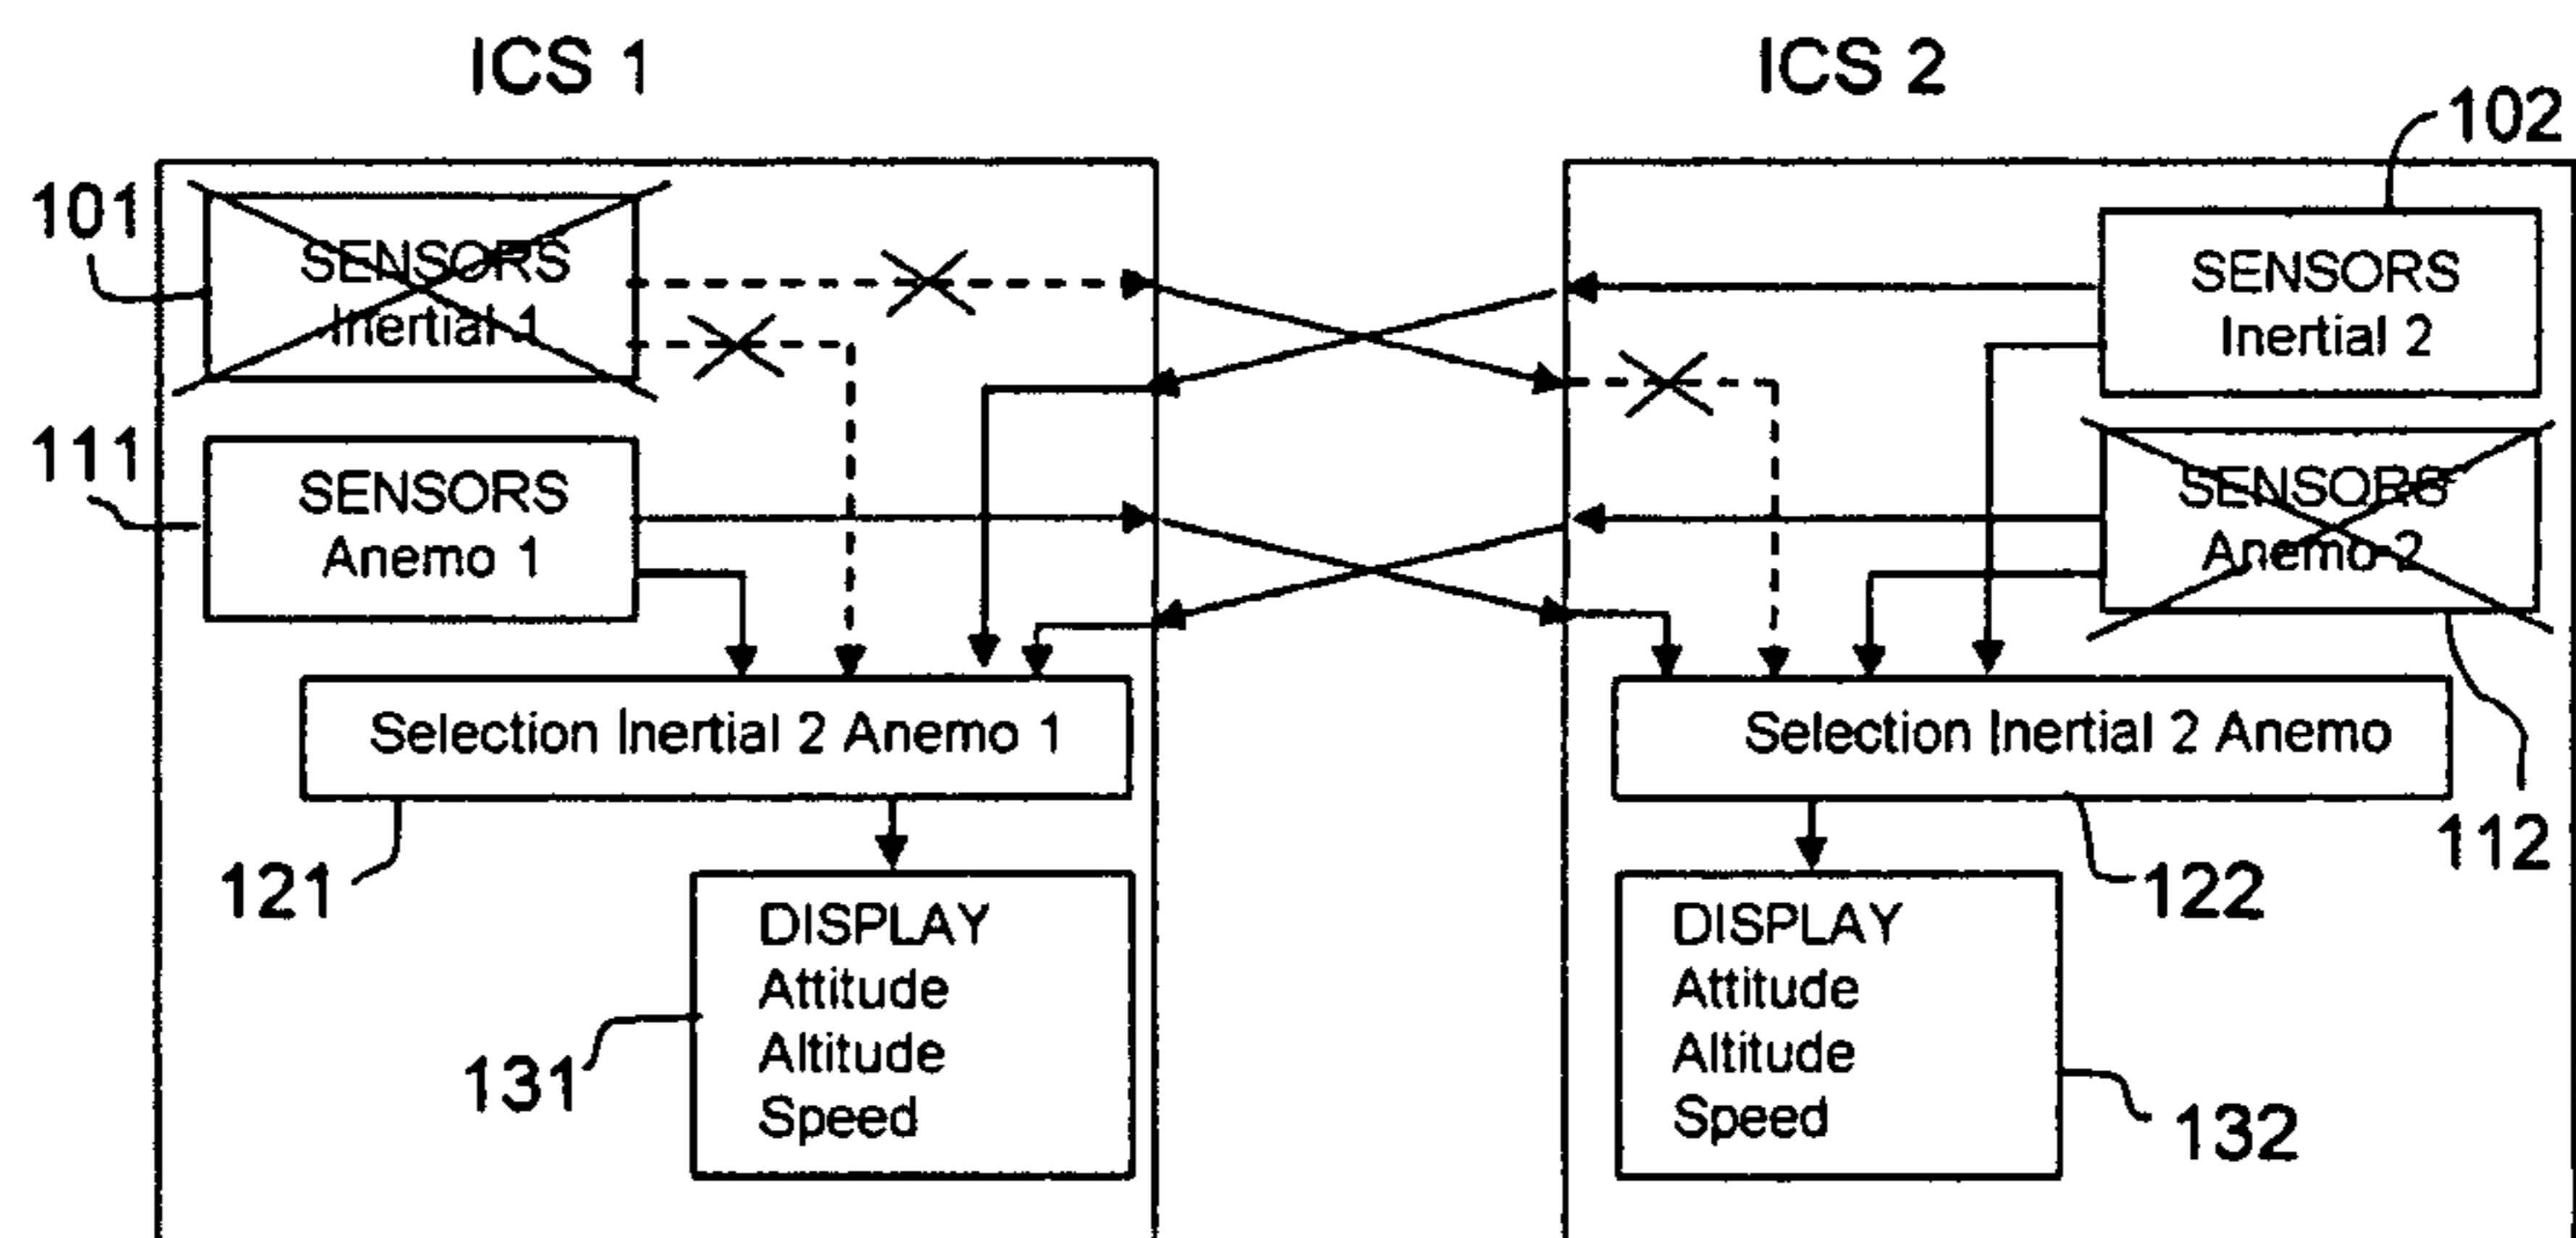 ICS 1
ICS 2
102
101
SENSORS
Inertial 1
SENSORS
Inertial 2
111
SENSORS
Anemo 1
SENSORS
Anemo 2
Selection Inertial 2 Anemo 1
Selection Inertial 2 Anemo
112
121
122
DISPLAY
Attitude
Altitude
Speed
DISPLAY
Attitude
Altitude
Speed
131
132